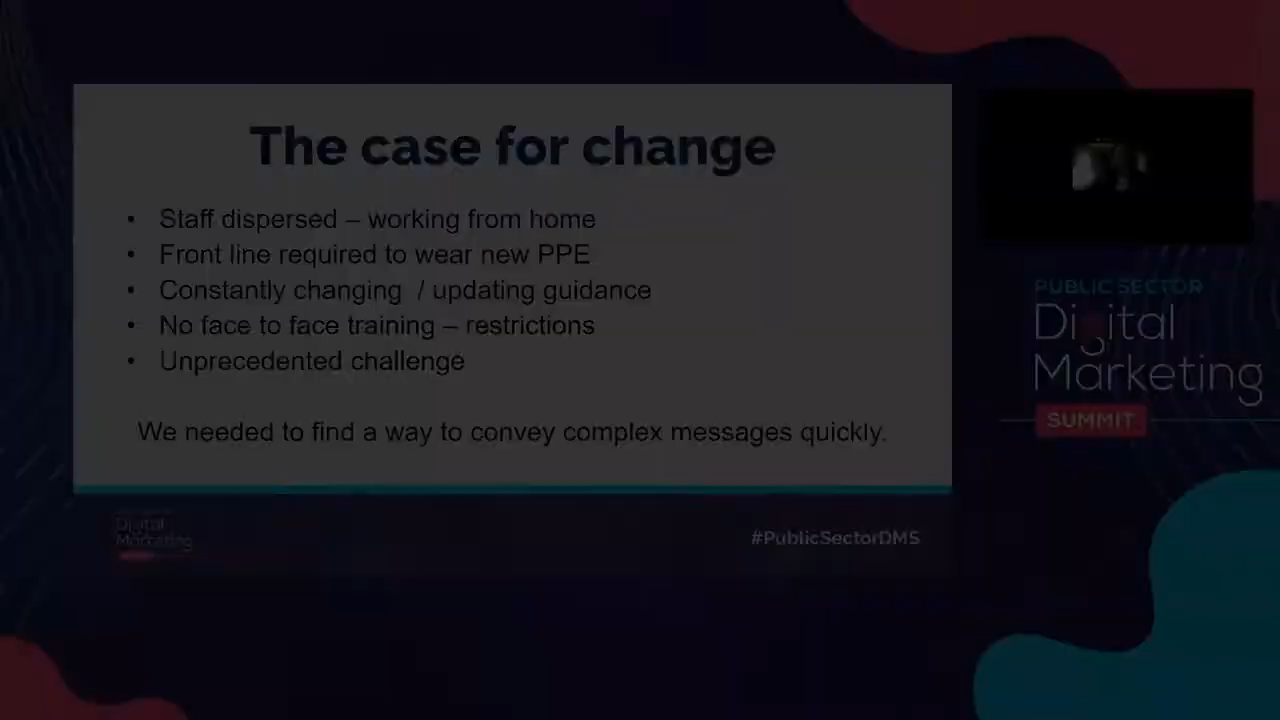 The case for change
• Staff dispersed – working from home
• Front line required to wear new PPE
• Constantly changing  / updating guidance
• No face to face training – restrictions
• Unprecedented challenge
We needed to find a way to convey complex messages quickly.
Digital
Marketing
#PublicSectorDMS
PUBLIC SECTOR
Digital
Marketing
SUMMIT